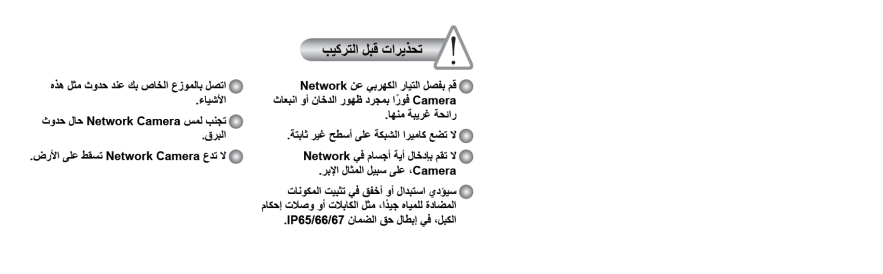 تحذيرات قبل التركيب
قم بفصل التيار الكهربي عن Network
Camera فورًا بمجرد ظهور الدخان أو انبعاث
رائحة غريبة منها.
لا تضع كاميرا الشبكة على أسطح غير ثابتة.
لا تقم بإدخال أية أجسام في Network
Camera، على سبيل المثال الإبر.
سيؤدي استبدال أو أخفق في تثبيت المكونات
المضادة للمياه جيدًا، مثل الكابلات أو وصلات إحكام
الكبل، في إبطال حق الضمان IP65/66/67.
اتصل بالموزع الخاص بك عند حدوث مثل هذه
الأشياء.
تجنب لمس Network Camera حال حدوث
البرق.
لا تدع Network Camera تسقط على الأرض.